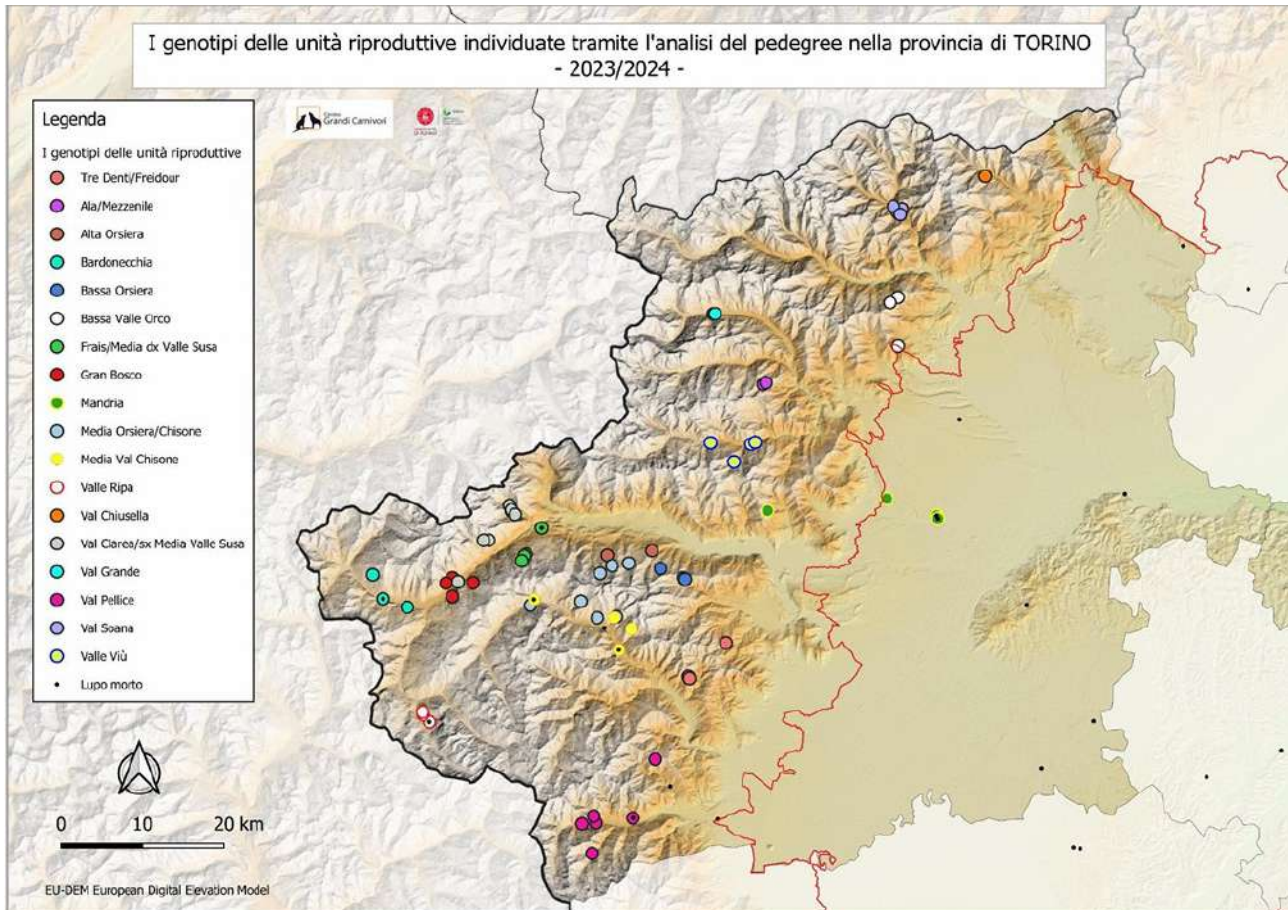 I genotipi delle unità riproduttive individuate tramite l'analisi del pedegree nella provincia di TORINO
- 2023/2024 -
Legenda
I genotipi delle unità riproduttive
Tre Denti/Freidour
Ala/Mezzenile
Alta Orsiera
Bardonecchia
Bassa Orsiera
Bassa Valle Orco
Frais/Media dx Valle Susa
Gran Bosco
Mandria
Media Orsiera/Chisone
Media Val Chisone
Valle Ripa
Val Chiusella
Val Clarea/sx Media Valle Susa
Val Grande
Val Pellice
Val Soana
Valle Viù
Lupo morto
Grandi Carnivori
0 10 20 km
EU-DEM European Digital Elevation Model